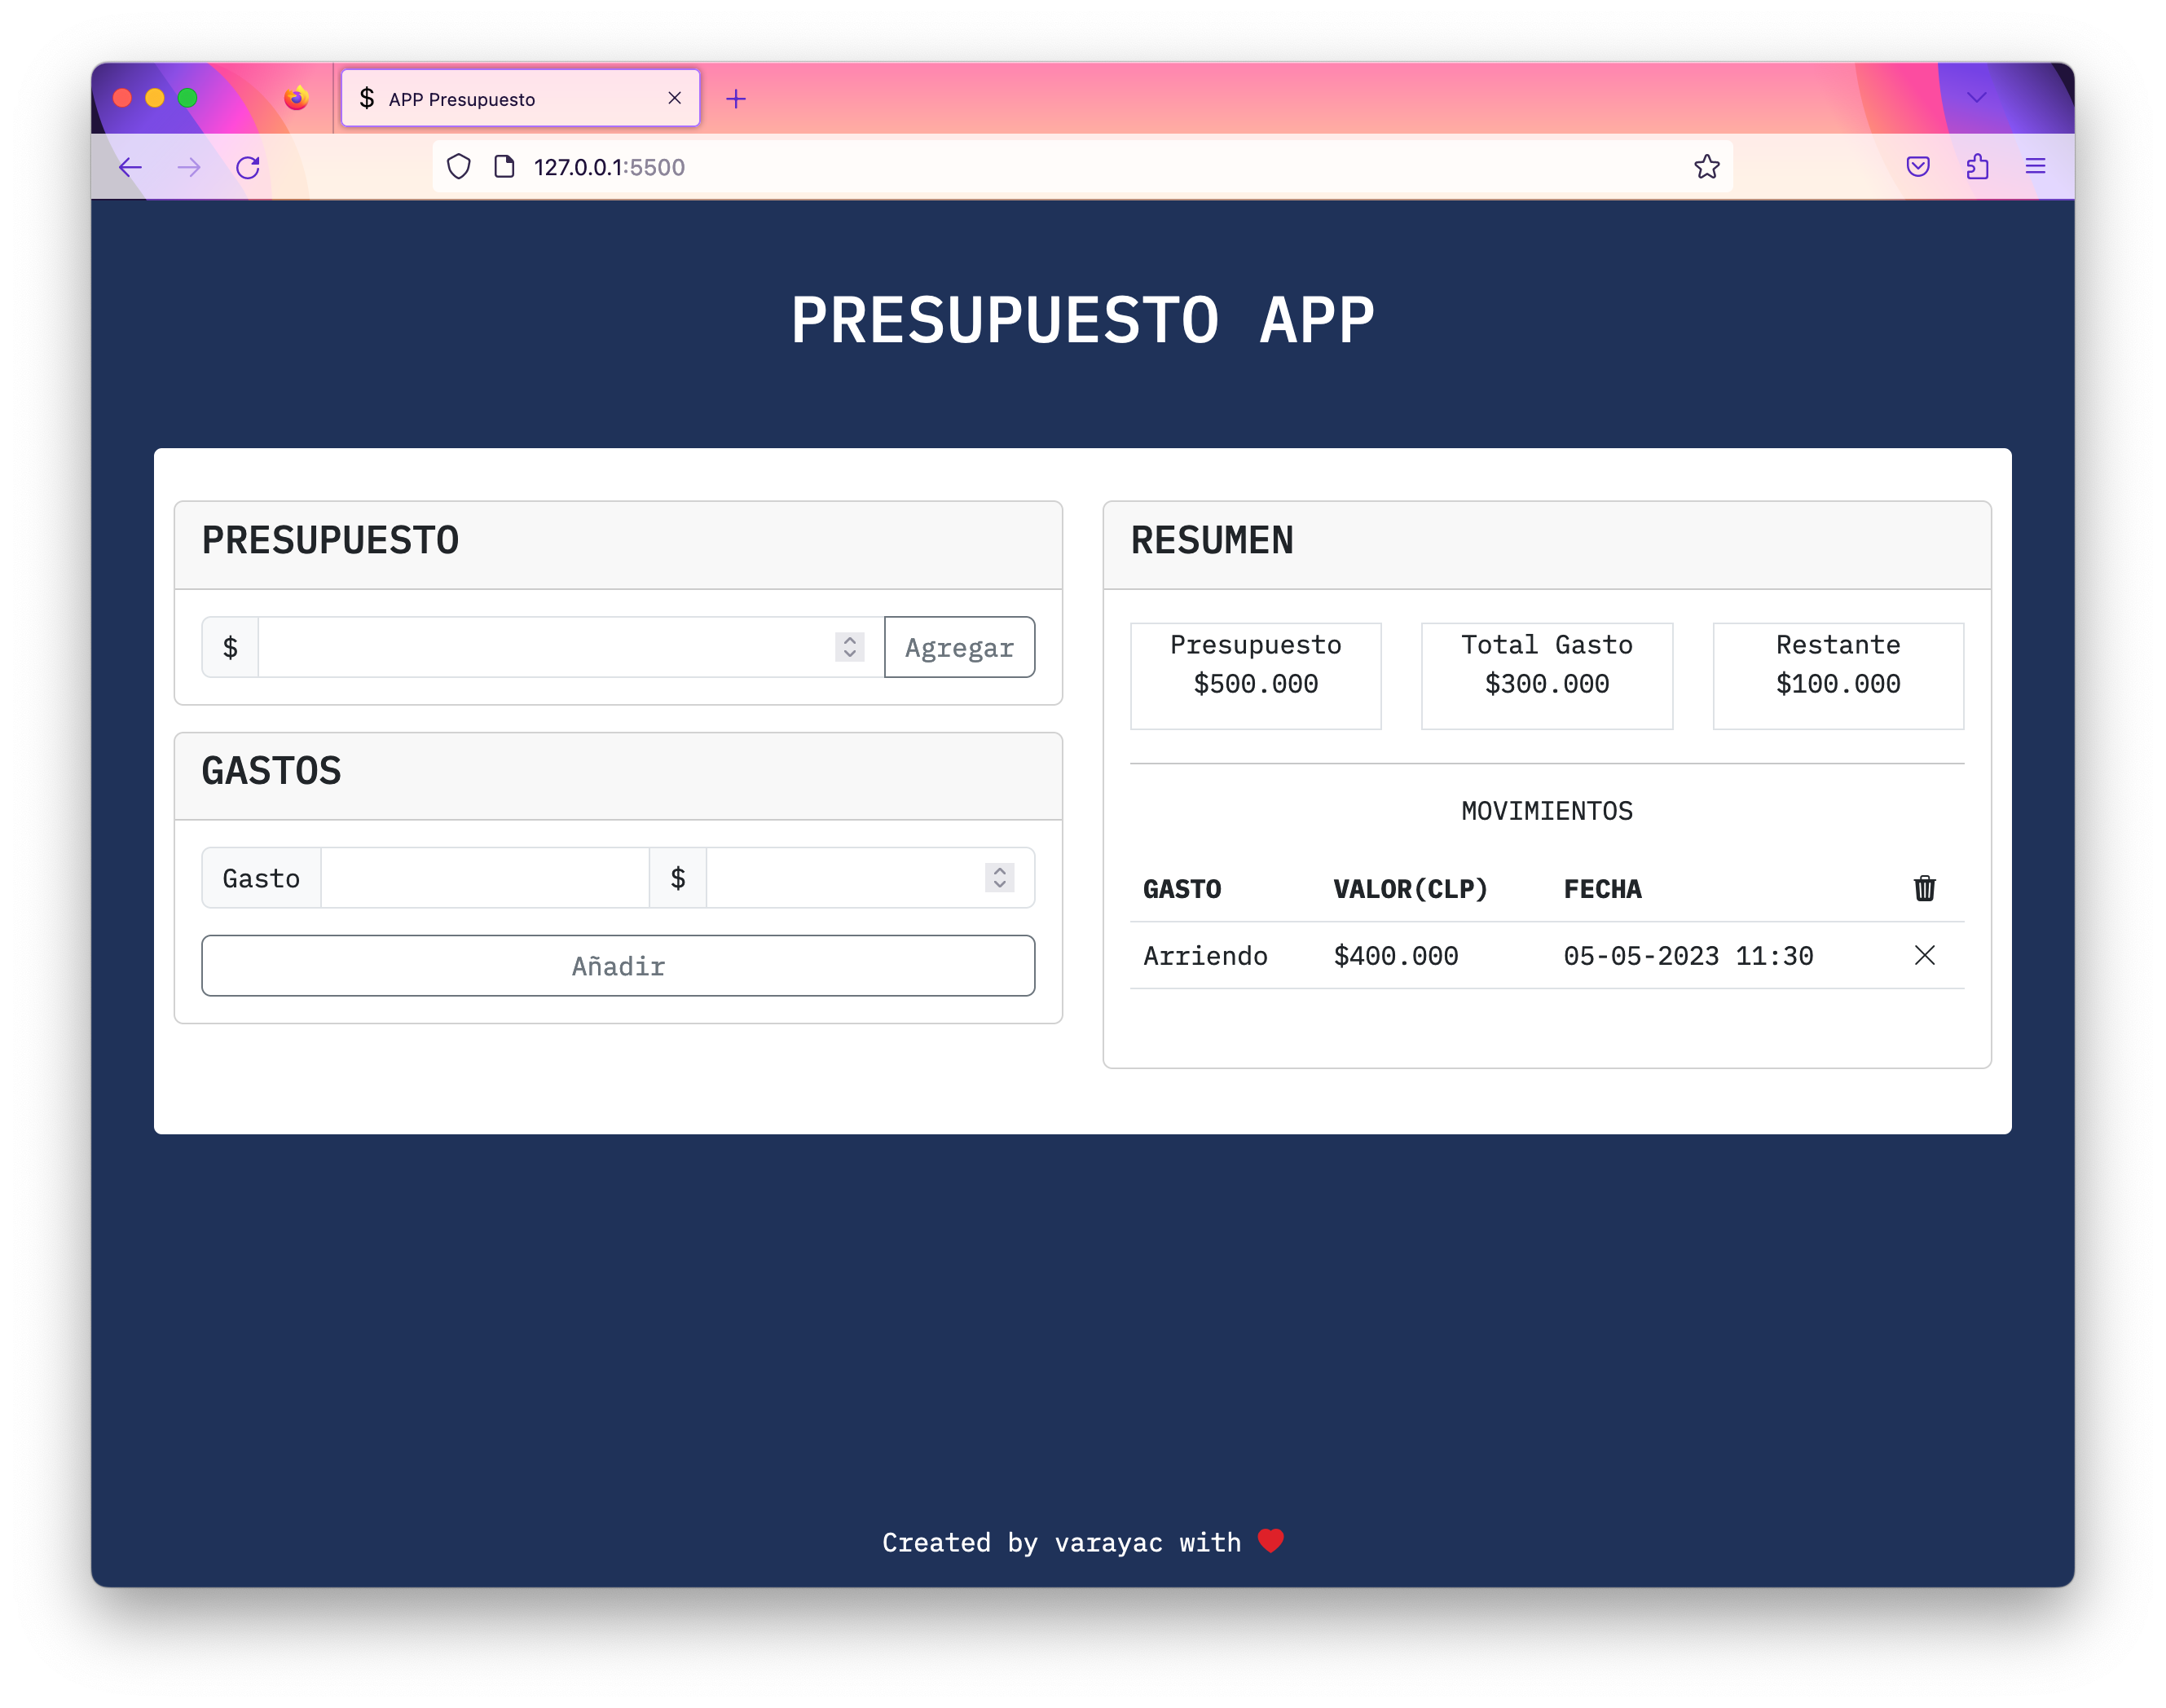 $ APP Presupuesto
127.0.0.1:5500
PRESUPUESTO APP
PRESUPUESTO
$
Agregar
GASTOS
Gasto
$
Añadir
RESUMEN
Presupuesto
$500.000
Total Gasto
$300.000
Restante
$100.000
MOVIMIENTOS
GASTO VALOR(CLP) FECHA
Arriendo $400.000 05-05-2023 11:30
Created by varayac with ❤